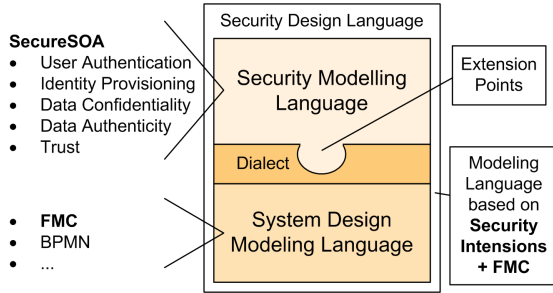 SecureSOA
• User Authentication
• Identity Provisioning
• Data Confidentiality
• Data Authenticity
• Trust
• FMC
• BPMN
• ...
Security Design Language
Security Modelling
Language
Dialect
System Design
Modeling Language
Extension
Points
Modeling
Language
based on
Security
Intensions
+ FMC